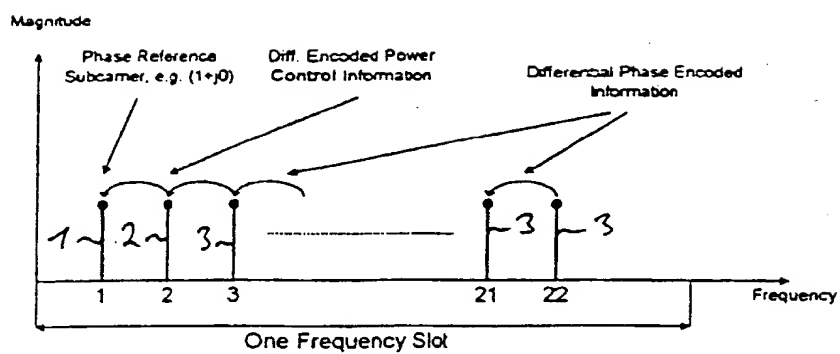 Magnitude
Phase Reference
Subcarrier, e.g. (1+j0)
Diff. Encoded Power
Control Information
Differential Phase Encoded
Information
1 2 3 3 3
1 2 3 21 22 Frequency
One Frequency Slot